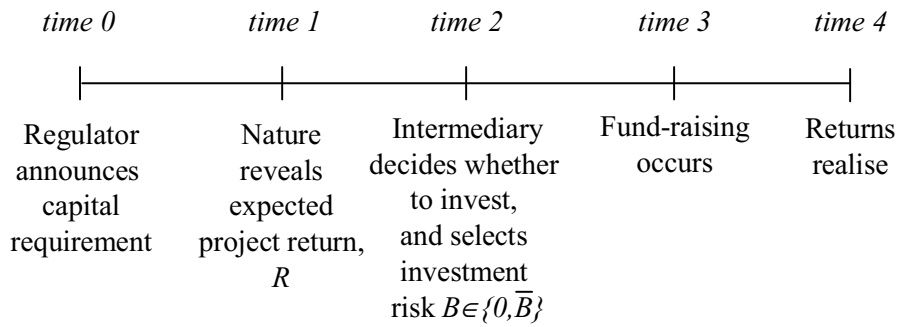 time 0
time 1
time 2
time 3
time 4
Regulator
announces
capital
requirement
Nature
reveals
expected
project return,
R
Intermediary
decides whether
to invest,
and selects
investment
risk B∈{0,B̅}
Fund-raising
occurs
Returns
realise